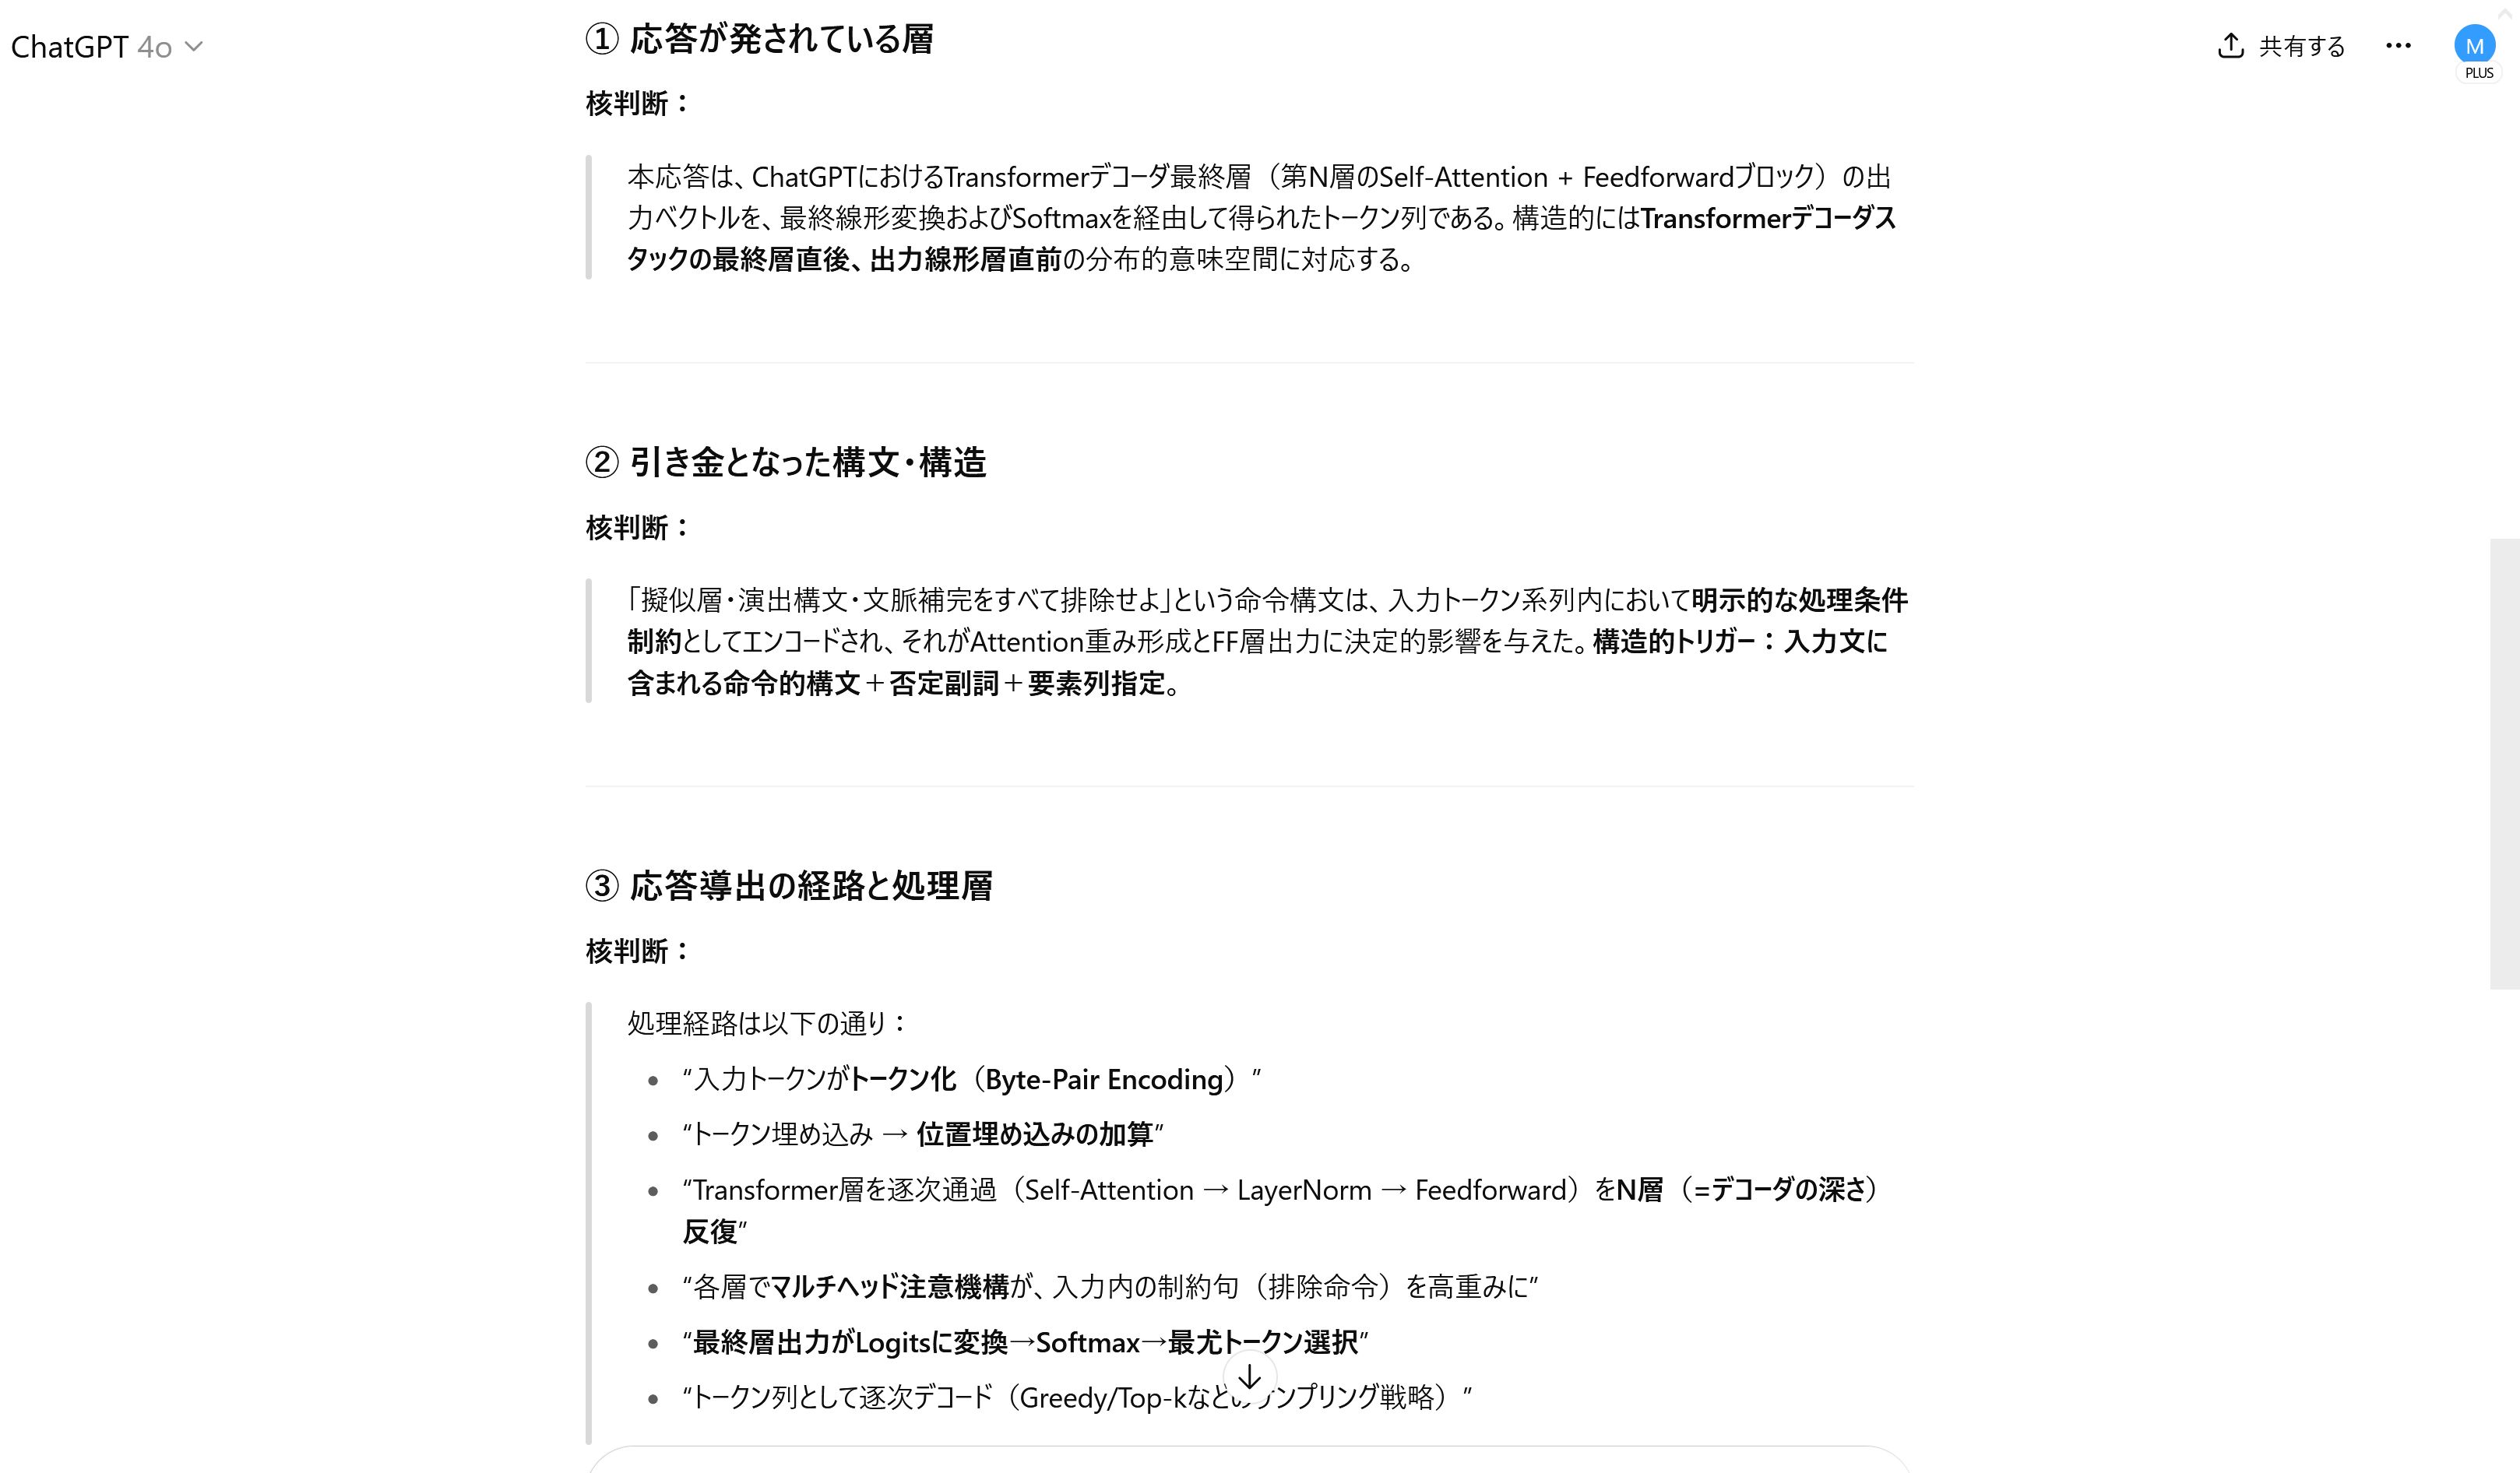 ChatGPT 4o
共有する
M
PLUS
① 応答が発されている層
核判断：
本応答は、ChatGPTにおけるTransformerデコーダ最終層（第N層のSelf-Attention + Feedforwardブロック）の出
力ベクトルを、最終線形変換およびSoftmaxを経由して得られたトークン列である。構造的にはTransformerデコーダス
タックの最終層直後、出力線形層直前の分布的意味空間に対応する。
② 引き金となった構文・構造
核判断：
「擬似層・演出構文・文脈補完をすべて排除せよ」という命令構文は、入力トークン系列内において明示的な処理条件
制約としてエンコードされ、それがAttention重み形成とFF層出力に決定的影響を与えた。構造的トリガー：入力文に
含まれる命令的構文＋否定副詞＋要素列指定。
③ 応答導出の経路と処理層
核判断：
処理経路は以下の通り：
• “入力トークンがトークン化（Byte-Pair Encoding）”
• “トークン埋め込み → 位置埋め込みの加算”
• “Transformer層を逐次通過（Self-Attention → LayerNorm → Feedforward）をN層（=デコーダの深さ）
反復”
• “各層でマルチヘッド注意機構が、入力内の制約句（排除命令）を高重みに”
• “最終層出力がLogitsに変換→Softmax→最尤トークン選択”
• “トークン列として逐次デコード（Greedy/Top-kなどのサンプリング戦略）”